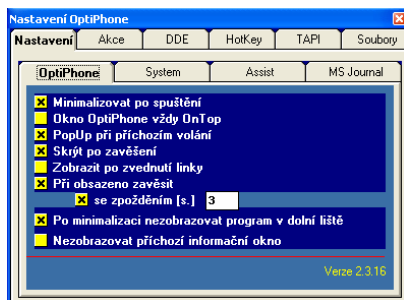 Nastavení OptiPhone
Nastavení Akce DDE HotKey TAPI Soubory
OptiPhone System Assist MS Journal
Minimalizovat po spuštění
Okno OptiPhone vždy OnTop
PopUp při příchozím volání
Skrýt po zavěšení
Zobrazit po zvednutí linky
Při obsazeno zavěsit
se zpožděním [s.] 3
Po minimalizaci nezobrazovat program v dolní liště
Nezobrazovat příchozí informační okno
Verze 2.3.16